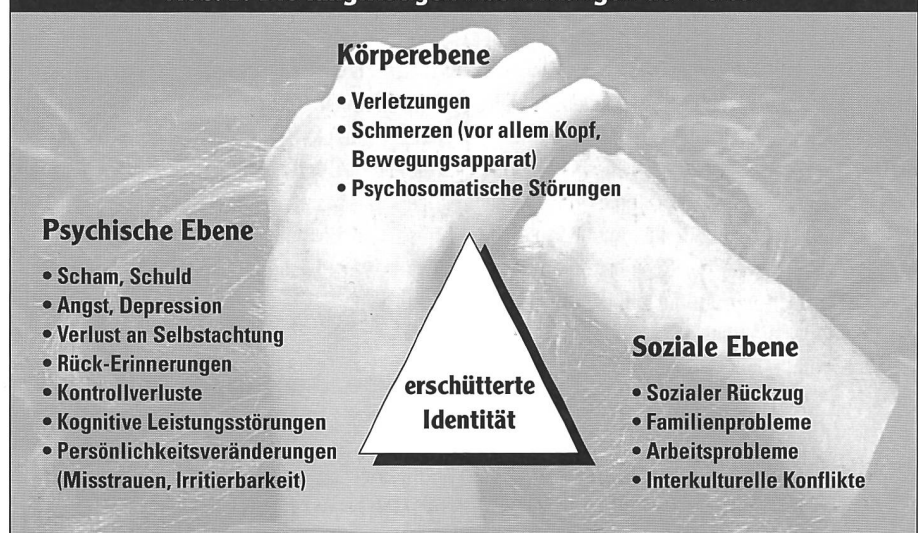 Körperebene
• Verletzungen
• Schmerzen (vor allem Kopf,
Bewegungsapparat)
• Psychosomatische Störungen
Psychische Ebene
• Scham, Schuld
• Angst, Depression
• Verlust an Selbstachtung
• Rück-Erinnerungen
• Kontrollverluste
• Kognitive Leistungsstörungen
• Persönlichkeitsveränderungen
(Misstrauen, Irritierbarkeit)
erschütterte
Identität
Soziale Ebene
• Sozialer Rückzug
• Familienprobleme
• Arbeitsprobleme
• Interkulturelle Konflikte